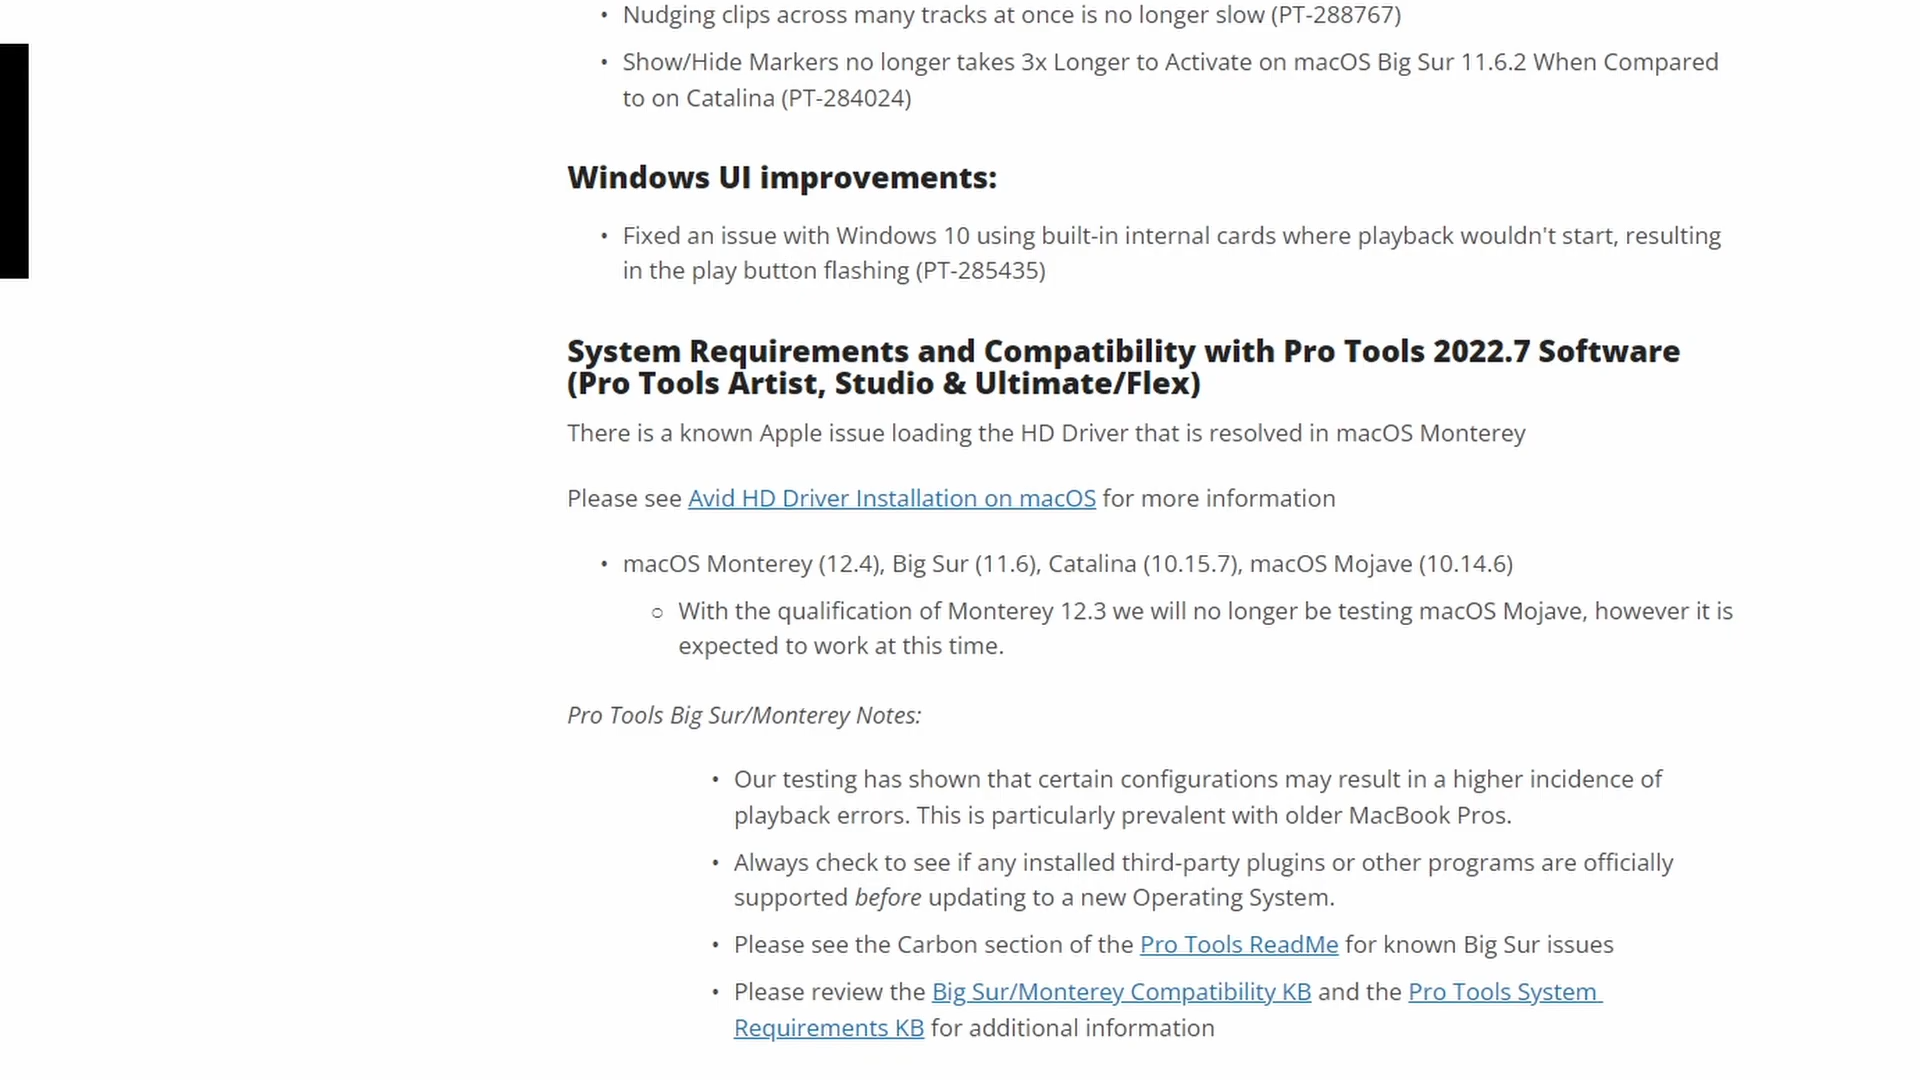 • Nudging clips across many tracks at once is no longer slow (PT-288767)
• Show/Hide Markers no longer takes 3x Longer to Activate on macOS Big Sur 11.6.2 When Compared
to on Catalina (PT-284024)
Windows UI improvements:
• Fixed an issue with Windows 10 using built-in internal cards where playback wouldn't start, resulting
in the play button flashing (PT-285435)
System Requirements and Compatibility with Pro Tools 2022.7 Software
(Pro Tools Artist, Studio & Ultimate/Flex)
There is a known Apple issue loading the HD Driver that is resolved in macOS Monterey
Please see Avid HD Driver Installation on macOS for more information
• macOS Monterey (12.4), Big Sur (11.6), Catalina (10.15.7), macOS Mojave (10.14.6)
○ With the qualification of Monterey 12.3 we will no longer be testing macOS Mojave, however it is
expected to work at this time.
Pro Tools Big Sur/Monterey Notes:
• Our testing has shown that certain configurations may result in a higher incidence of
playback errors. This is particularly prevalent with older MacBook Pros.
• Always check to see if any installed third-party plugins or other programs are officially
supported before updating to a new Operating System.
• Please see the Carbon section of the Pro Tools ReadMe for known Big Sur issues
• Please review the Big Sur/Monterey Compatibility KB and the Pro Tools System
Requirements KB for additional information